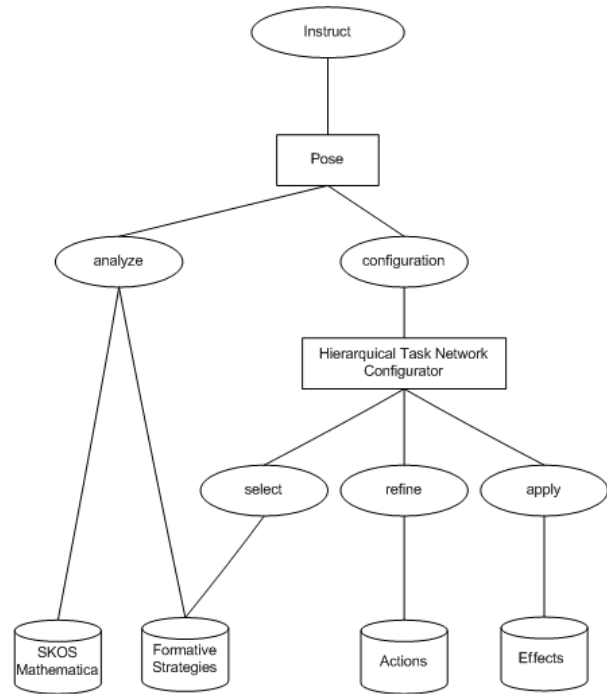 Instruct
Pose
analyze
configuration
Hierarquical Task Network
Configurator
select
refine
apply
SKOS
Mathematica
Formative
Strategies
Actions
Effects